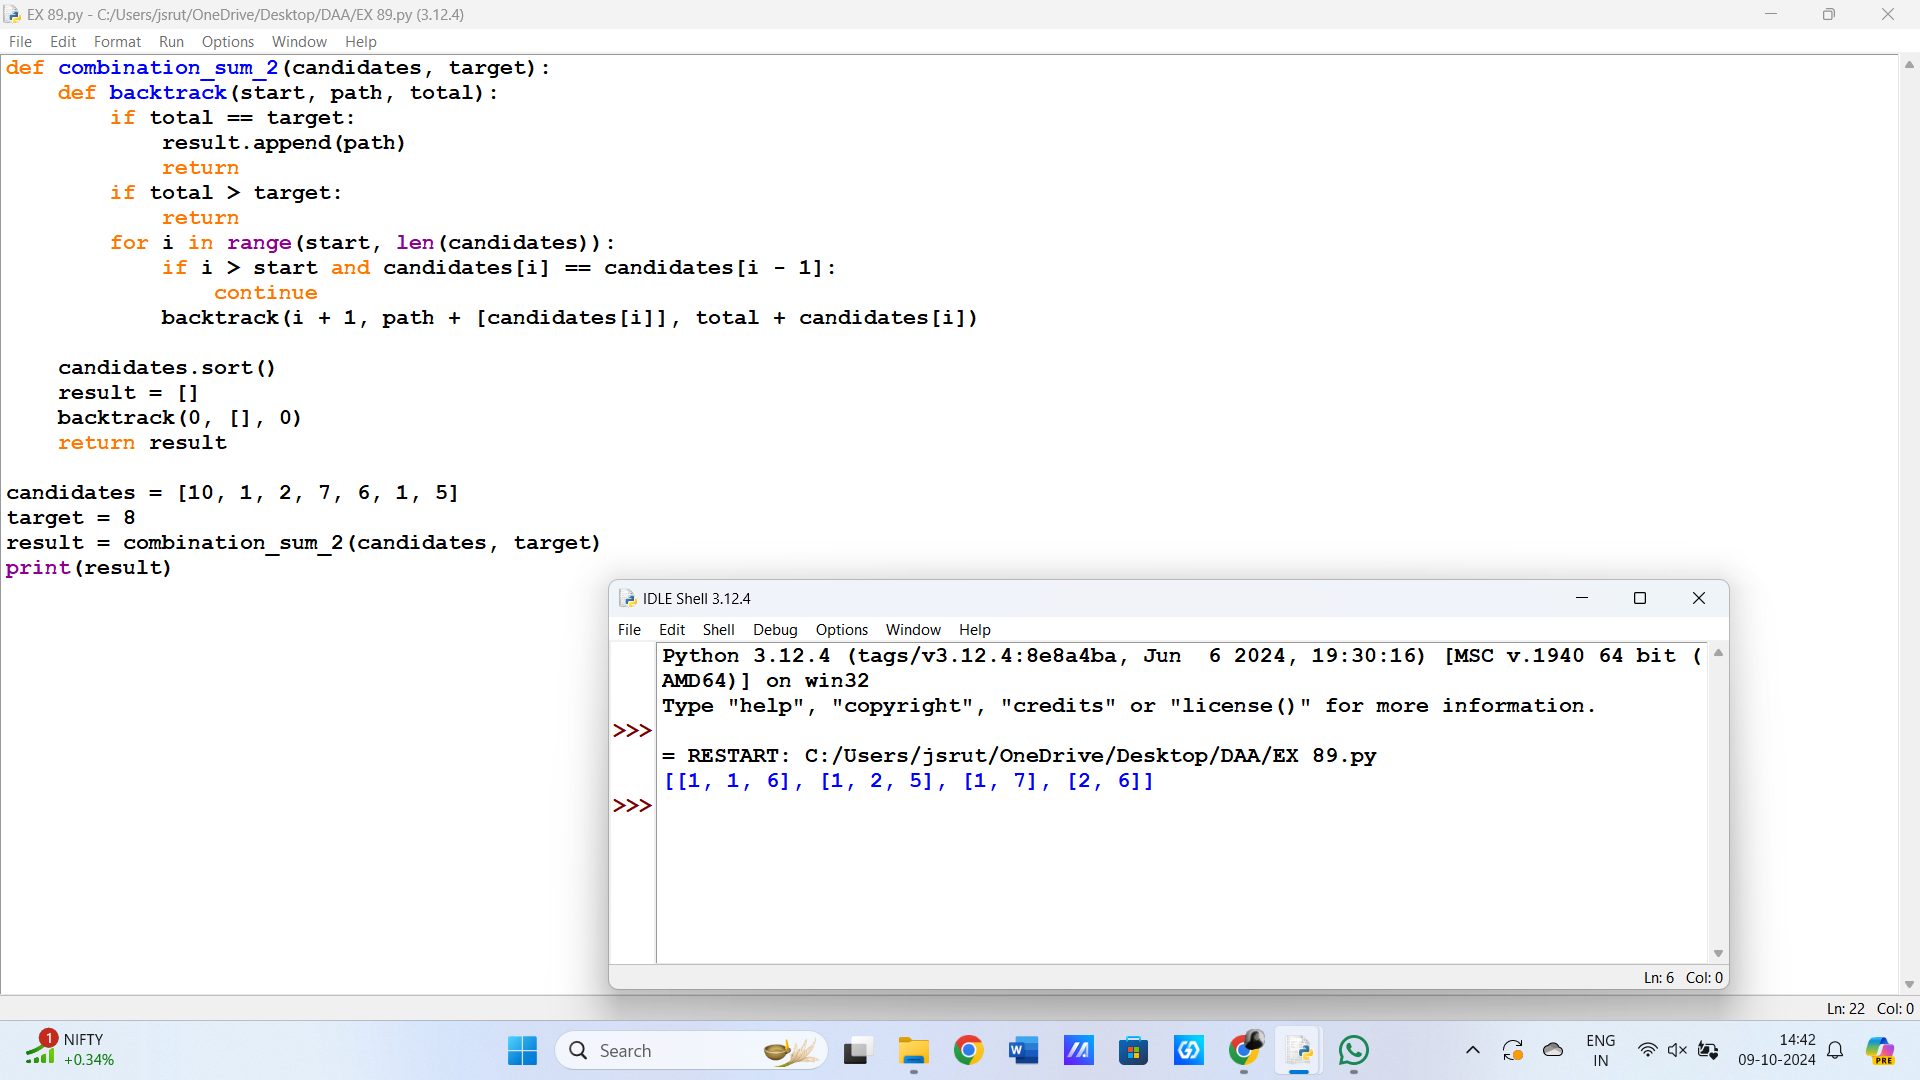 EX 89.py - C:/Users/jsrut/OneDrive/Desktop/DAA/EX 89.py (3.12.4)
File Edit Format Run Options Window Help
def combination_sum_2(candidates, target):
    def backtrack(start, path, total):
        if total == target:
            result.append(path)
            return
        if total > target:
            return
        for i in range(start, len(candidates)):
            if i > start and candidates[i] == candidates[i - 1]:
                continue
            backtrack(i + 1, path + [candidates[i]], total + candidates[i])
    candidates.sort()
    result = []
    backtrack(0, [], 0)
    return result
candidates = [10, 1, 2, 7, 6, 1, 5]
target = 8
result = combination_sum_2(candidates, target)
print(result)
IDLE Shell 3.12.4
File Edit Shell Debug Options Window Help
Python 3.12.4 (tags/v3.12.4:8e8a4ba, Jun  6 2024, 19:30:16) [MSC v.1940 64 bit (
AMD64)] on win32
Type "help", "copyright", "credits" or "license()" for more information.
>>>
= RESTART: C:/Users/jsrut/OneDrive/Desktop/DAA/EX 89.py
[[1, 1, 6], [1, 2, 5], [1, 7], [2, 6]]
>>>
Ln: 6 Col: 0
Ln: 22 Col: 0
1 NIFTY
+0.34%
Search
W
PRE
ENG
IN
14:42
09-10-2024